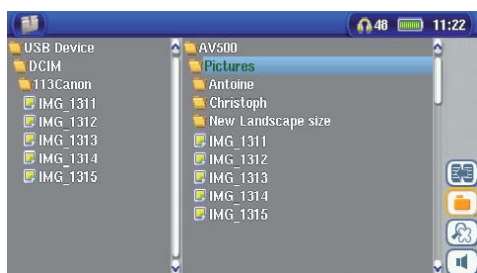 48 11:22
USB Device
DCIM
113Canon
IMG_1311
IMG_1312
IMG_1313
IMG_1314
IMG_1315
AV500
Pictures
Antoine
Christoph
New Landscape size
IMG_1311
IMG_1312
IMG_1313
IMG_1314
IMG_1315